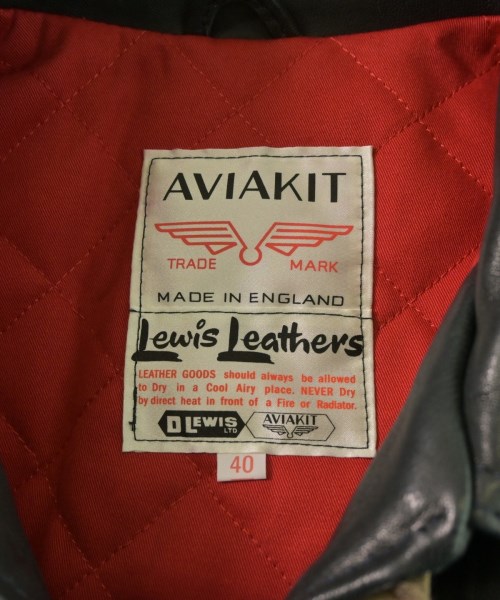 AVIAKIT
TRADE MARK
MADE IN ENGLAND
Lewis Leathers
LEATHER GOODS should always be allowed
to Dry in a Cool Airy place. NEVER Dry
by direct heat in front of a Fire or Radiator.
D LEWIS LTD AVIAKIT
40